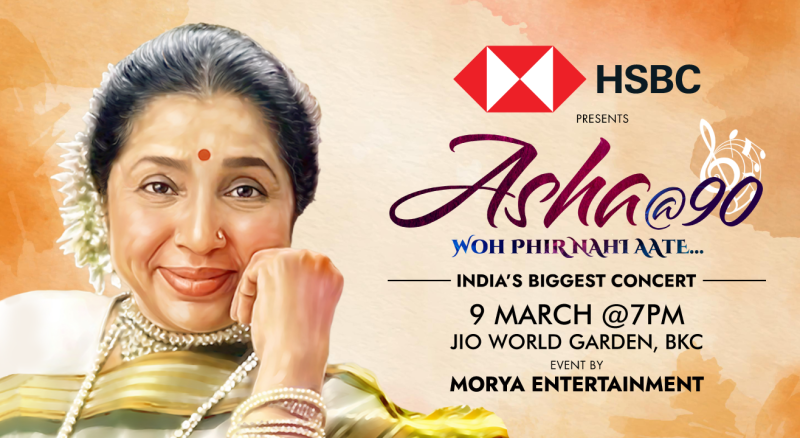 HSBC
PRESENTS
Asha@90
WOH PHIR NAHI AATE...
INDIA'S BIGGEST CONCERT
9 MARCH @7PM
JIO WORLD GARDEN, BKC
EVENT BY
MORYA ENTERTAINMENT